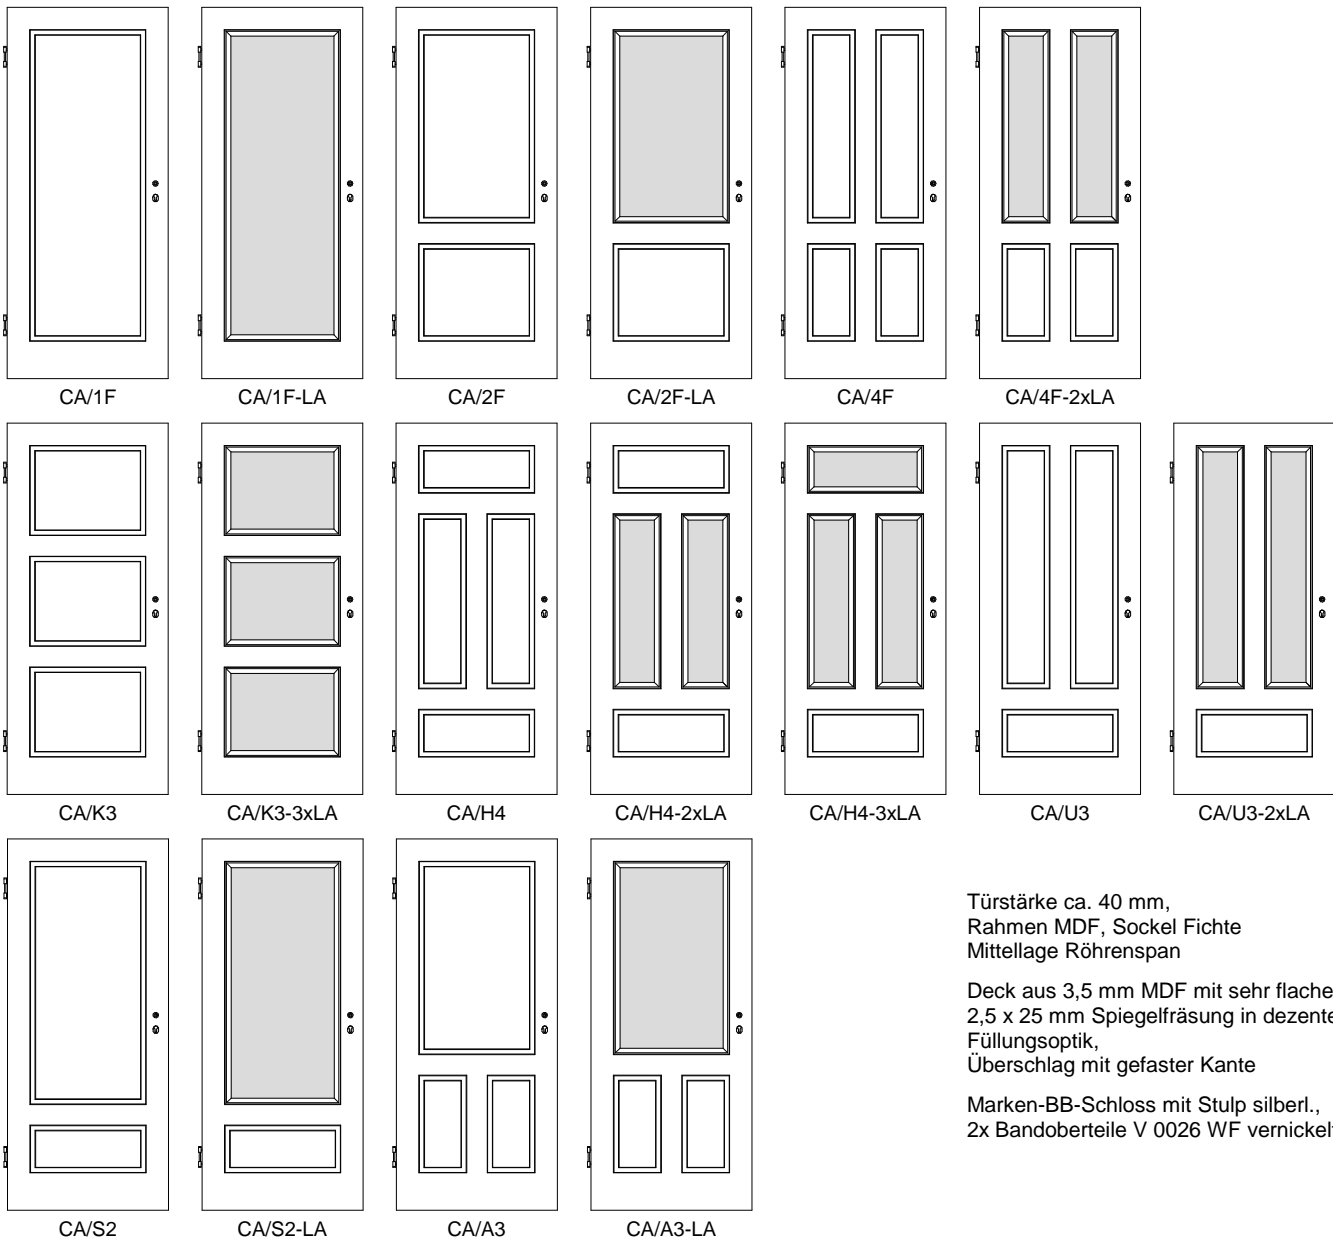 CA/1F CA/1F-LA CA/2F CA/2F-LA CA/4F CA/4F-2xLA
CA/K3 CA/K3-3xLA CA/H4 CA/H4-2xLA CA/H4-3xLA CA/U3 CA/U3-2xLA
Türstärke ca. 40 mm,
Rahmen MDF, Sockel Fichte
Mittellage Röhrenspan
Deck aus 3,5 mm MDF mit sehr flache
2,5 x 25 mm Spiegelfräsung in dezente
Füllungsoptik,
Überschlag mit gefaster Kante
Marken-BB-Schloss mit Stulp silberl.,
2x Bandoberteile V 0026 WF vernickelt
CA/S2 CA/S2-LA CA/A3 CA/A3-LA